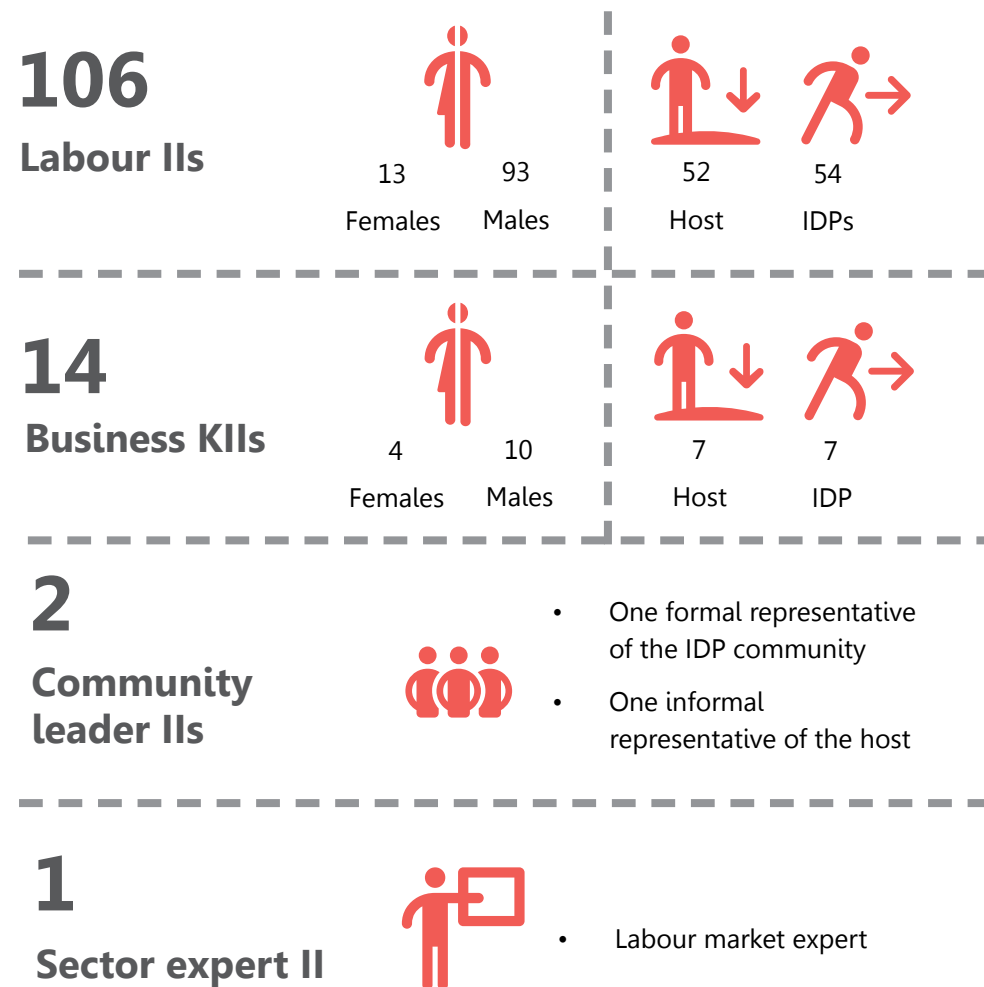 106
Labour IIs
13 93
Females Males
52 54
Host IDPs
14
Business KIIs
4 10
Females Males
7 7
Host IDP
2
Community
leader IIs
• One formal representative
of the IDP community
• One informal
representative of the host
1
Sector expert II
• Labour market expert